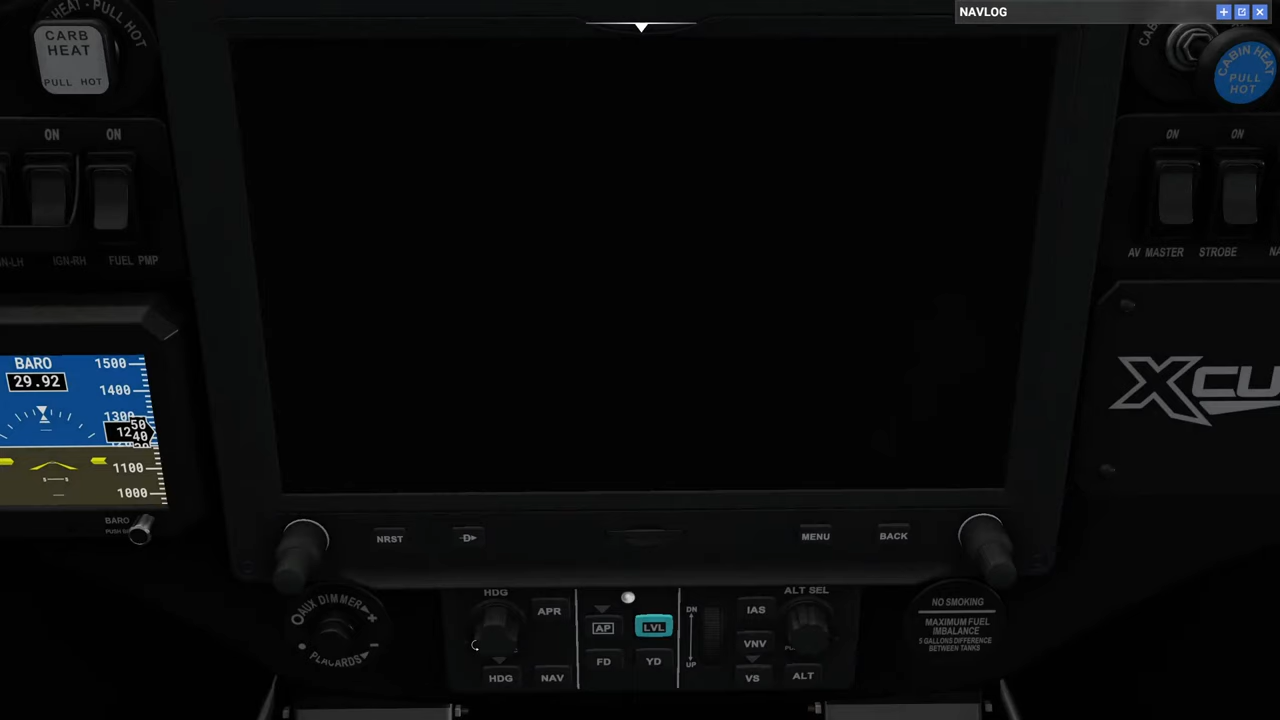 NAVLOG
HEAT - PULL HOT
CARB
HEAT
PULL HOT
CABIN HEAT
PULL
HOT
ON
ON
ON
ON
IGN-RH
FUEL PMP
AV MASTER
STROBE
BARO
29.92
1500
1400
1300
1100
1000
12
50
40
BARO
NRST
D
MENU
BACK
AUX DIMMER
PLACARDS
HDG
APR
AP
LVL
FD
YD
HDG
NAV
DN
UP
IAS
VNV
VS
ALT SEL
ALT
NO SMOKING
MAXIMUM FUEL
IMBALANCE
5 GALLONS DIFFERENCE
BETWEEN TANKS